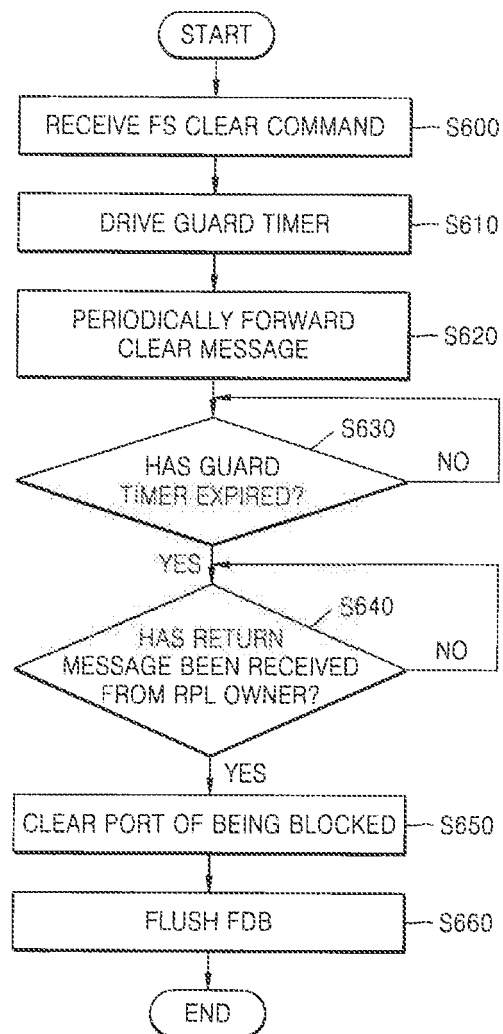 START
RECEIVE FS CLEAR COMMAND
S600
DRIVE GUARD TIMER
S610
PERIODICALLY FORWARD
CLEAR MESSAGE
S620
S630
HAS GUARD
TIMER EXPIRED?
NO
YES
S640
HAS RETURN
MESSAGE BEEN RECEIVED
FROM RPL OWNER?
NO
YES
CLEAR PORT OF BEING BLOCKED
S650
FLUSH FDB
S660
END